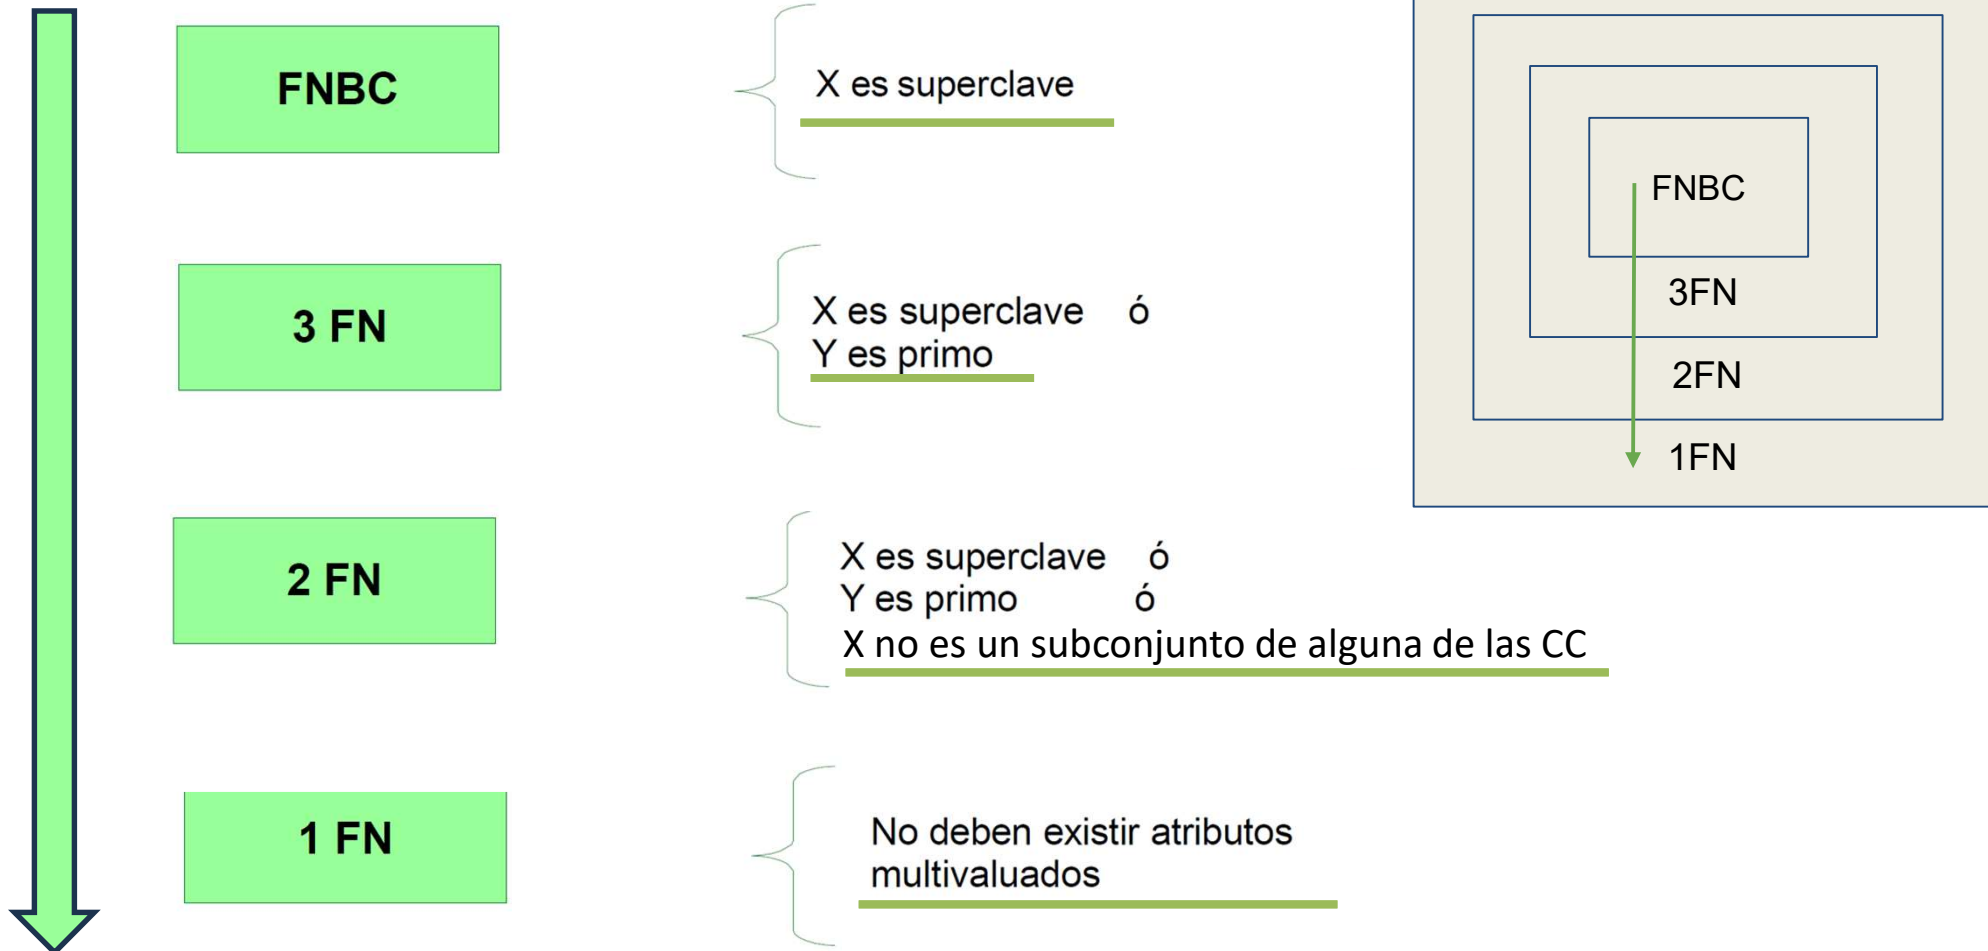 FNBC
X es superclave
3 FN
X es superclave ó
Y es primo
2 FN
X es superclave ó
Y es primo ó
X no es un subconjunto de alguna de las CC
1 FN
No deben existir atributos
multivaluados
FNBC
3FN
2FN
1FN